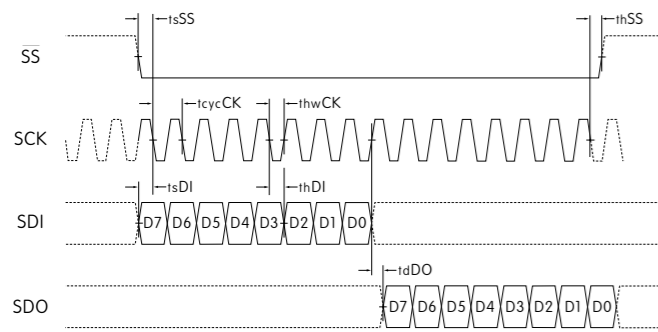 tsSS
thSS
SS
tcycCK
thwCK
SCK
tsDI
thDI
SDI
D7 D6 D5 D4 D3 D2 D1 D0
tdDO
SDO
D7 D6 D5 D4 D3 D2 D1 D0